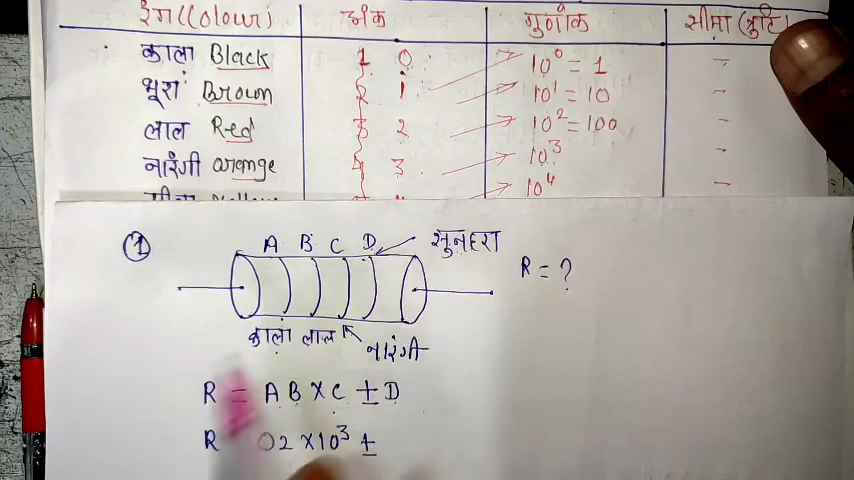 रंग (Colour) अंक गुणांक सीमा (त्रुटि)
काला Black 1 0 10⁰ = 1 -
भूरा Brown 2 1 10¹ = 10 -
लाल Red 3 2 10² = 100 -
नारंगी orange 4 3 10³ -
10⁴ -
① A B C D सुनहरा R = ?
काला लाल नारंगी
R = A B × C ± D
R 02 × 10³ ±